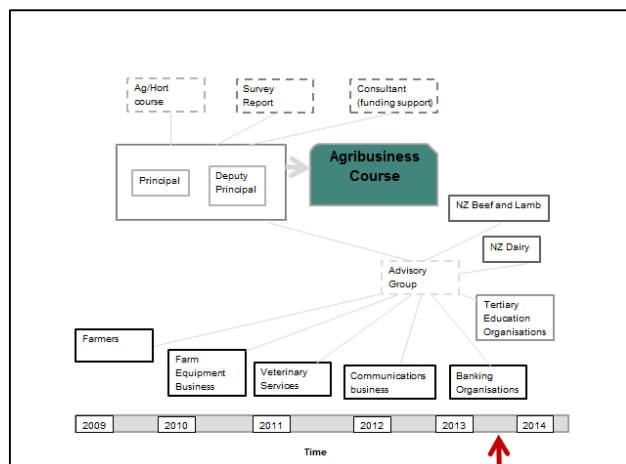 Ag/Hort
course
Survey
Report
Consultant
(funding support)
Principal
Deputy
Principal
Agribusiness
Course
NZ Beef and Lamb
NZ Dairy
Advisory
Group
Tertiary
Education
Organisations
Farmers
Farm
Equipment
Business
Veterinary
Services
Communications
business
Banking
Organisations
2009
2010
2011
2012
2013
2014
Time